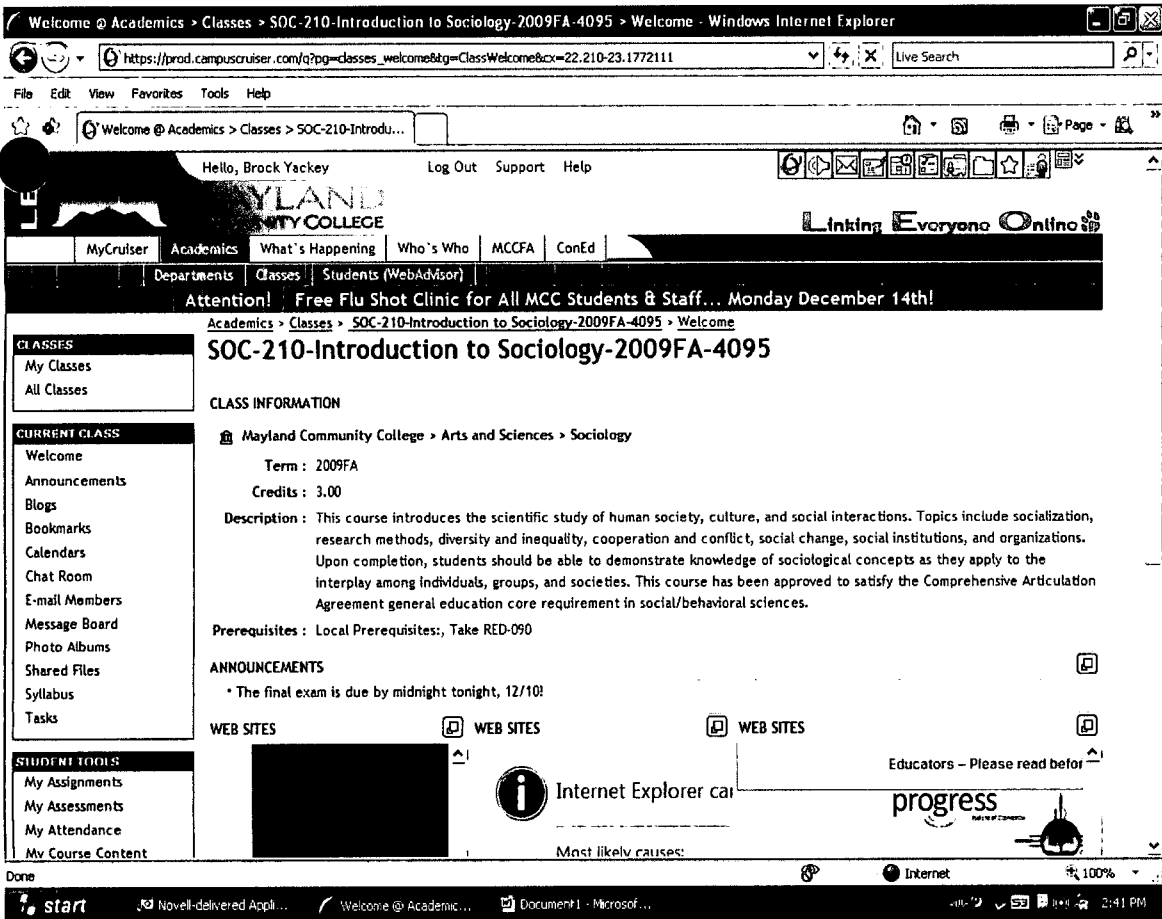 Welcome @ Academics > Classes > SOC-210-Introduction to Sociology-2009FA-4095 > Welcome - Windows Internet Explorer
https://prod.campuscruiser.com/q?pg=classes_welcome&tg=ClassWelcome&cx=22.210-23.1772111
Live Search
File Edit View Favorites Tools Help
Welcome @ Academics > Classes > SOC-210-Introdu...
Page
Hello, Brock Yackey Log Out Support Help
YLAND
COLLEGE
Linking Everyone Online
MyCruiser Academics What's Happening Who's Who MCCFA ConEd
Departments Classes Students (WebAdvisor)
Attention! Free Flu Shot Clinic for All MCC Students & Staff... Monday December 14th!
Academics > Classes > SOC-210-Introduction to Sociology-2009FA-4095 > Welcome
SOC-210-Introduction to Sociology-2009FA-4095
CLASSES
My Classes
All Classes
CURRENT CLASS
Welcome
Announcements
Blogs
Bookmarks
Calendars
Chat Room
E-mail Members
Message Board
Photo Albums
Shared Files
Syllabus
Tasks
STUDENT TOOLS
My Assignments
My Assessments
My Attendance
My Course Content
CLASS INFORMATION
Mayland Community College > Arts and Sciences > Sociology
Term : 2009FA
Credits : 3.00
Description : This course introduces the scientific study of human society, culture, and social interactions. Topics include socialization,
research methods, diversity and inequality, cooperation and conflict, social change, social institutions, and organizations.
Upon completion, students should be able to demonstrate knowledge of sociological concepts as they apply to the
interplay among individuals, groups, and societies. This course has been approved to satisfy the Comprehensive Articulation
Agreement general education core requirement in social/behavioral sciences.
Prerequisites : Local Prerequisites:, Take RED-090
ANNOUNCEMENTS
• The final exam is due by midnight tonight, 12/10!
WEB SITES WEB SITES WEB SITES
Internet Explorer car
Most likely causes:
Educators – Please read befor
progress
Done Internet 100%
start Novell-delivered Appli... Welcome @ Academic... Document1 - Microsof... 2:41 PM